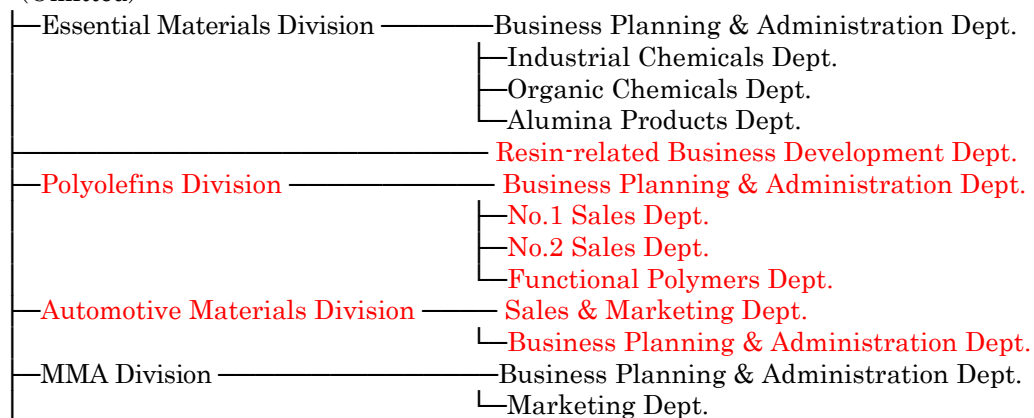 (Omitted)
Essential Materials Division Business Planning & Administration Dept.
Industrial Chemicals Dept.
Organic Chemicals Dept.
Alumina Products Dept.
Resin-related Business Development Dept.
Polyolefins Division Business Planning & Administration Dept.
No.1 Sales Dept.
No.2 Sales Dept.
Functional Polymers Dept.
Automotive Materials Division Sales & Marketing Dept.
Business Planning & Administration Dept.
MMA Division Business Planning & Administration Dept.
Marketing Dept.